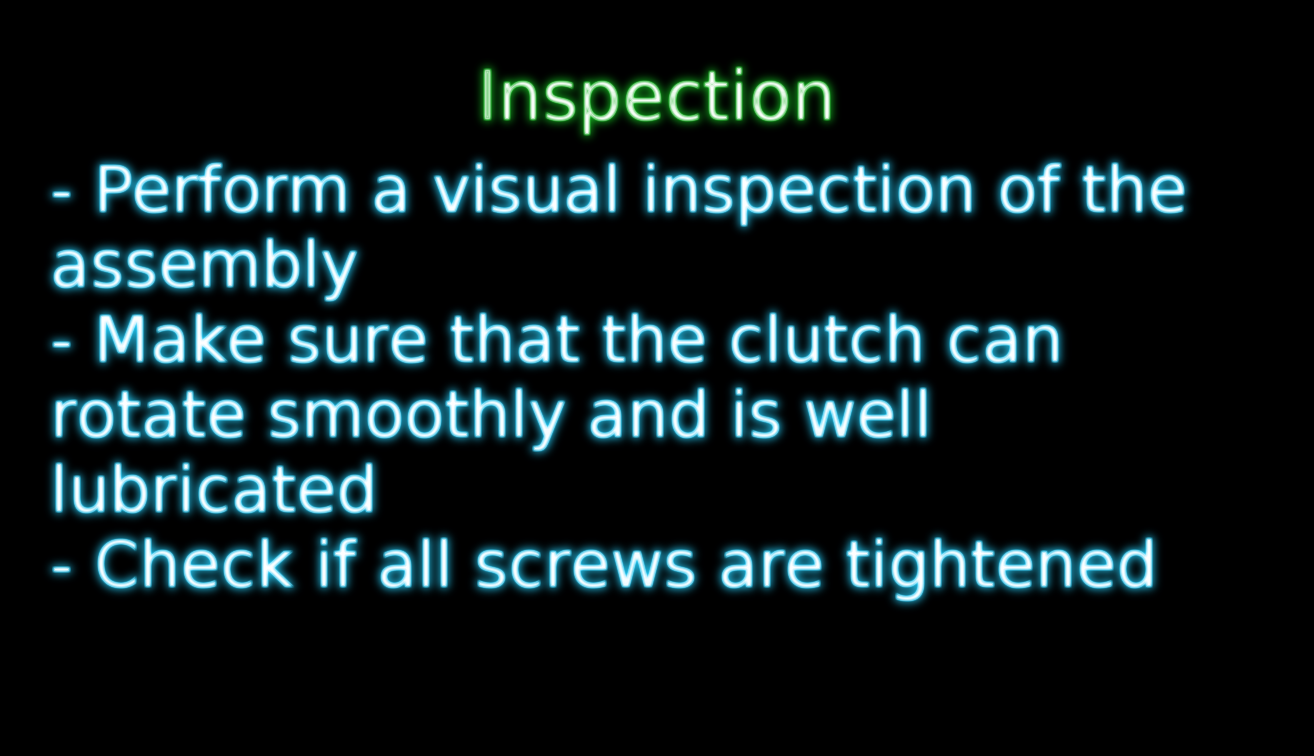 Inspection
- Perform a visual inspection of the
assembly
- Make sure that the clutch can
rotate smoothly and is well
lubricated
- Check if all screws are tightened